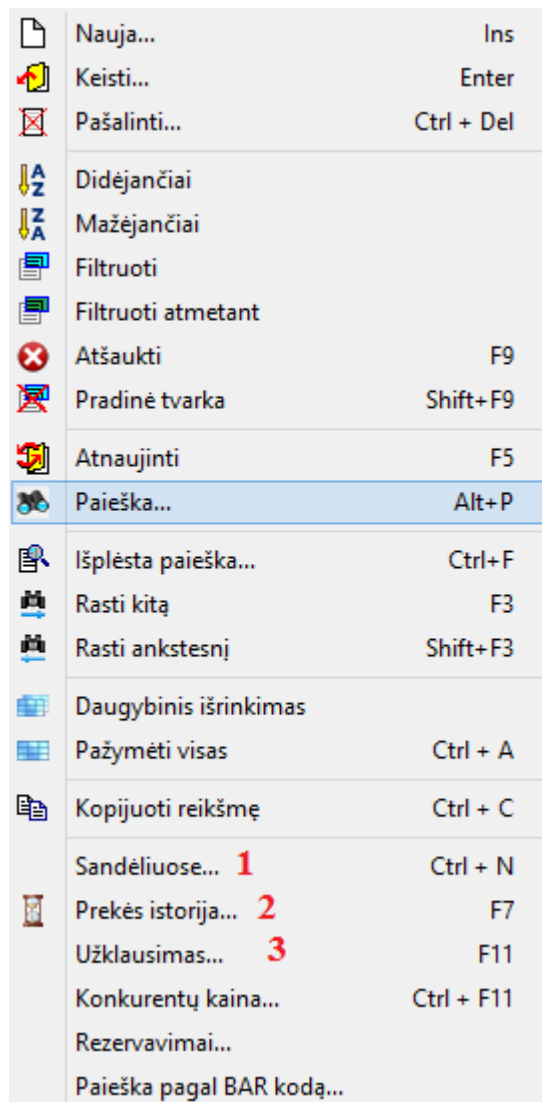 Nauja... Ins
Keisti... Enter
Pašalinti... Ctrl + Del
Didėjančiai
Mažėjančiai
Filtruoti
Filtruoti atmetant
Atšaukti F9
Pradinė tvarka Shift+F9
Atnaujinti F5
Paieška... Alt+P
Išplėsta paieška... Ctrl+F
Rasti kitą F3
Rasti ankstesnį Shift+F3
Daugybinis išrinkimas
Pažymėti visas Ctrl + A
Kopijuoti reikšmę Ctrl + C
Sandėliuose... 1 Ctrl + N
Prekės istorija... 2 F7
Užklausimas... 3 F11
Konkurentų kaina... Ctrl + F11
Rezervavimai...
Paieška pagal BAR kodą...